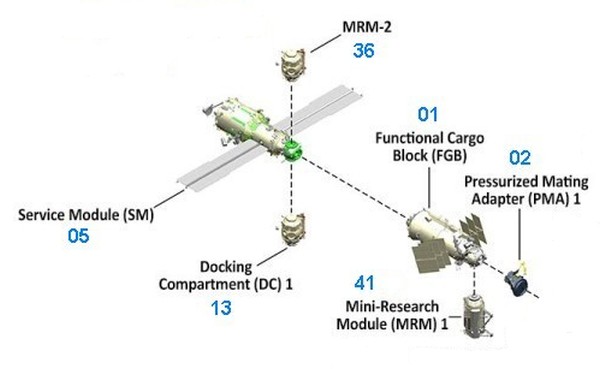 MRM-2
36
01
Functional Cargo
Block (FGB)
02
Pressurized Mating
Adapter (PMA) 1
Service Module (SM)
05
Docking
Compartment (DC) 1
13
41
Mini-Research
Module (MRM) 1